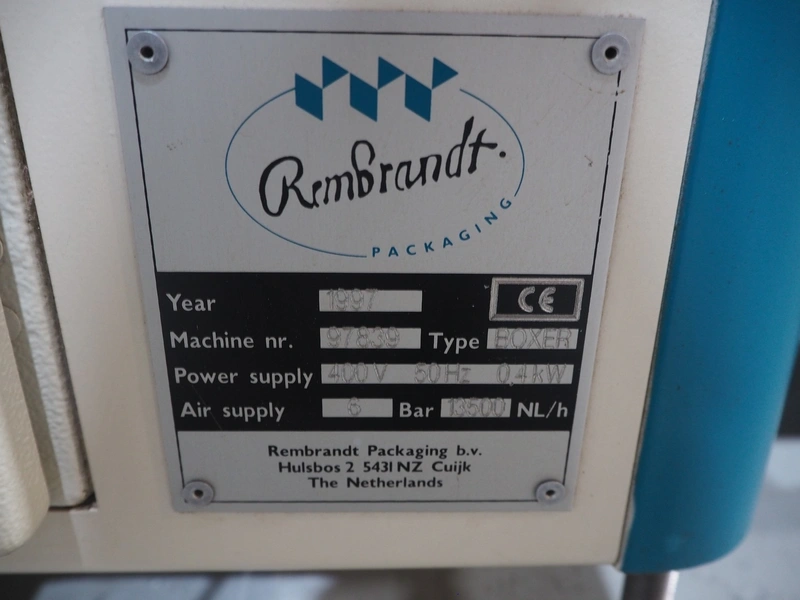 Rembrandt.
PACKAGING
Year 1997 CE
Machine nr. 97839 Type BOXER
Power supply 400 V 50 Hz 0,4 kW
Air supply 6 Bar 13500 NL/h
Rembrandt Packaging b.v.
Hulsbos 2 5431 NZ Cuijk
The Netherlands